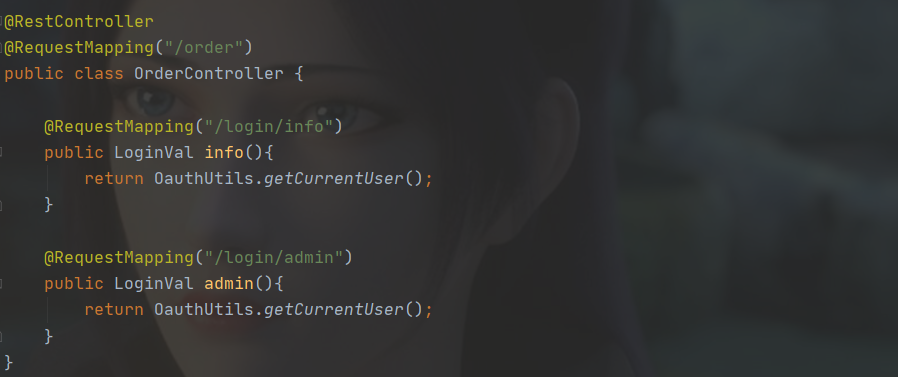 @RestController
@RequestMapping("/order")
public class OrderController {
@RequestMapping("/login/info")
public LoginVal info(){
return OauthUtils.getCurrentUser();
}
@RequestMapping("/login/admin")
public LoginVal admin(){
return OauthUtils.getCurrentUser();
}
}